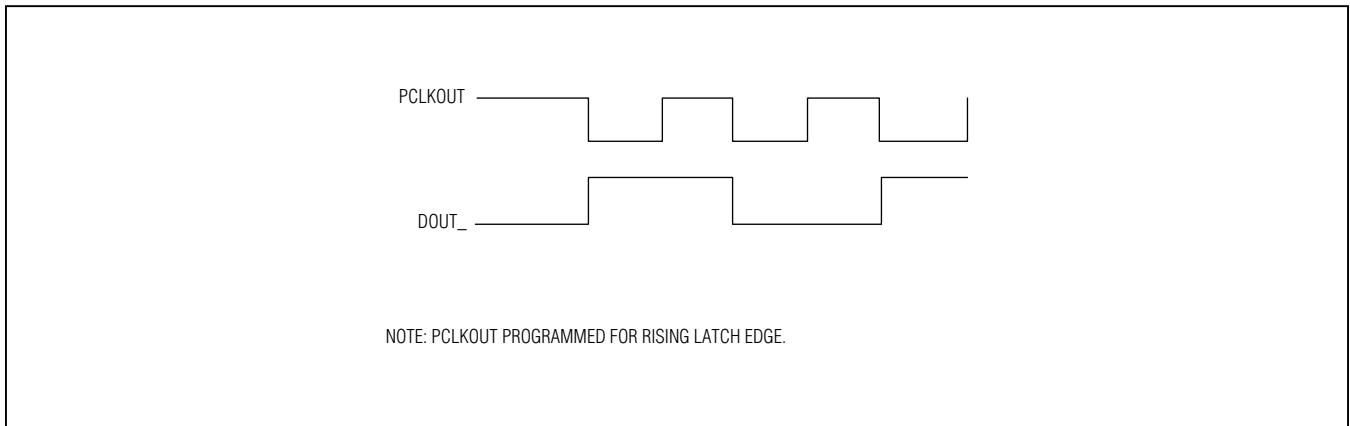 PCLKOUT
DOUT_
NOTE: PCLKOUT PROGRAMMED FOR RISING LATCH EDGE.